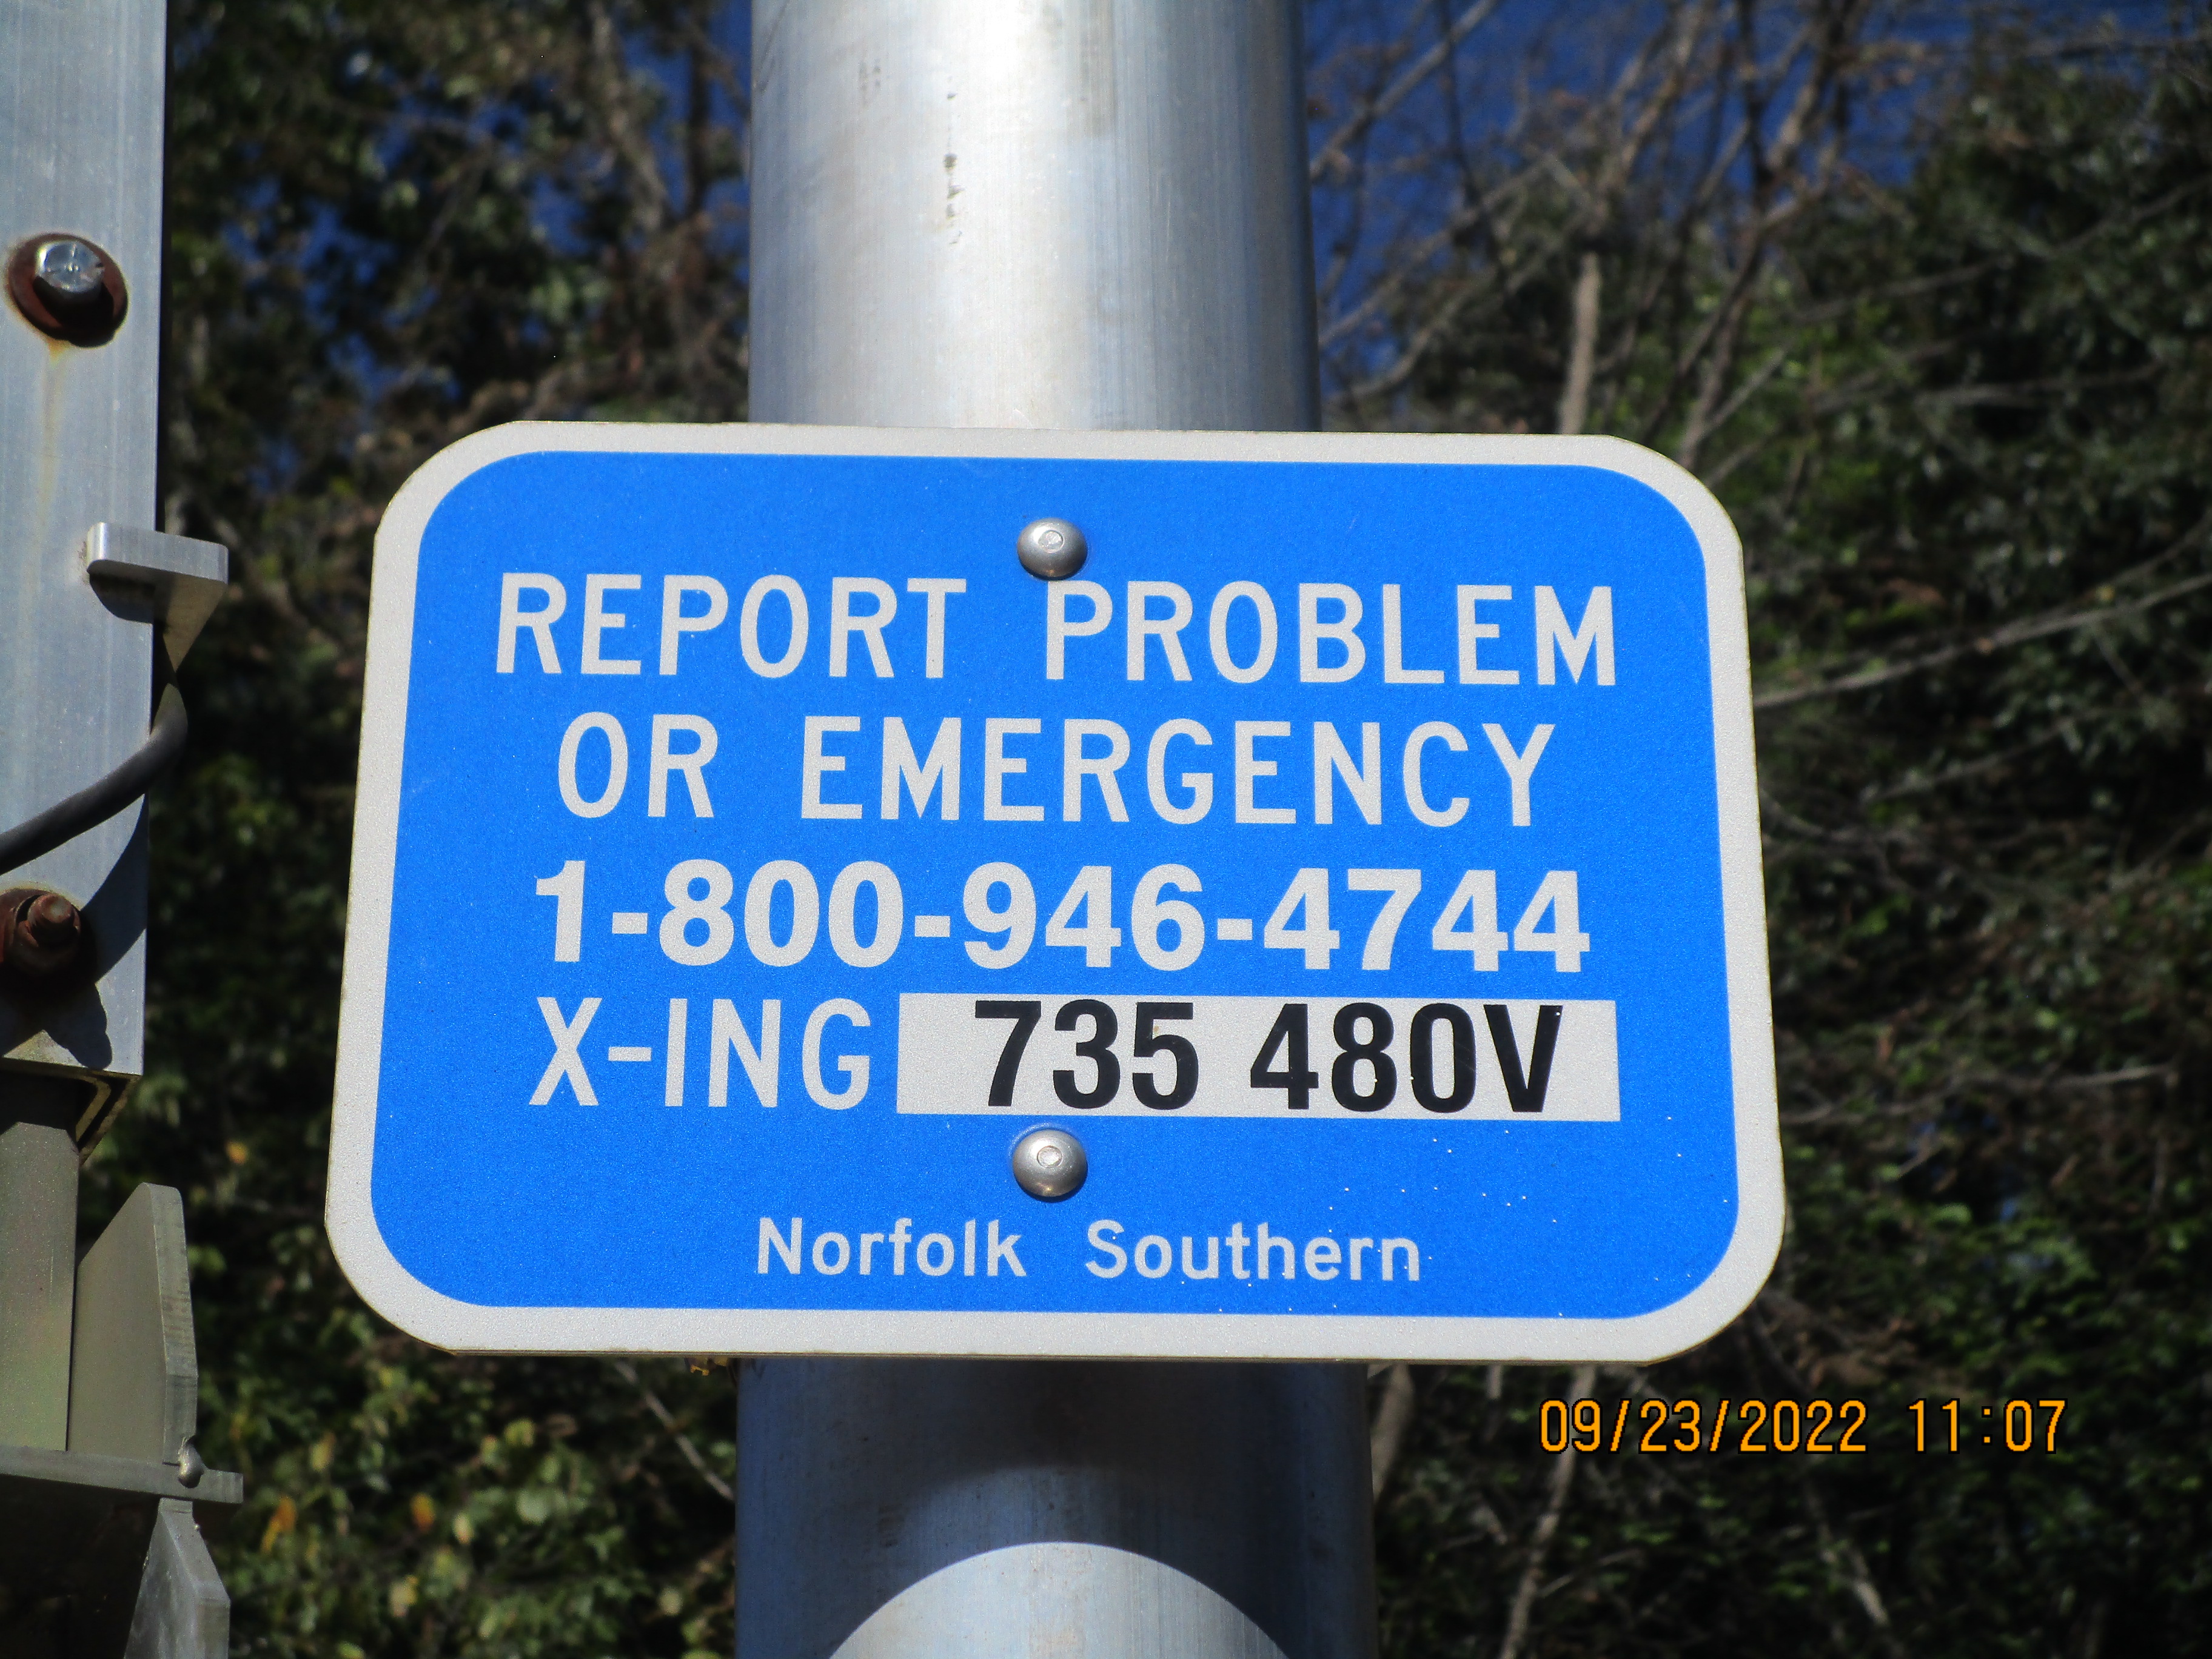 REPORT PROBLEM
OR EMERGENCY
1-800-946-4744
X-ING 735 480V
Norfolk Southern
09/23/2022 11:07